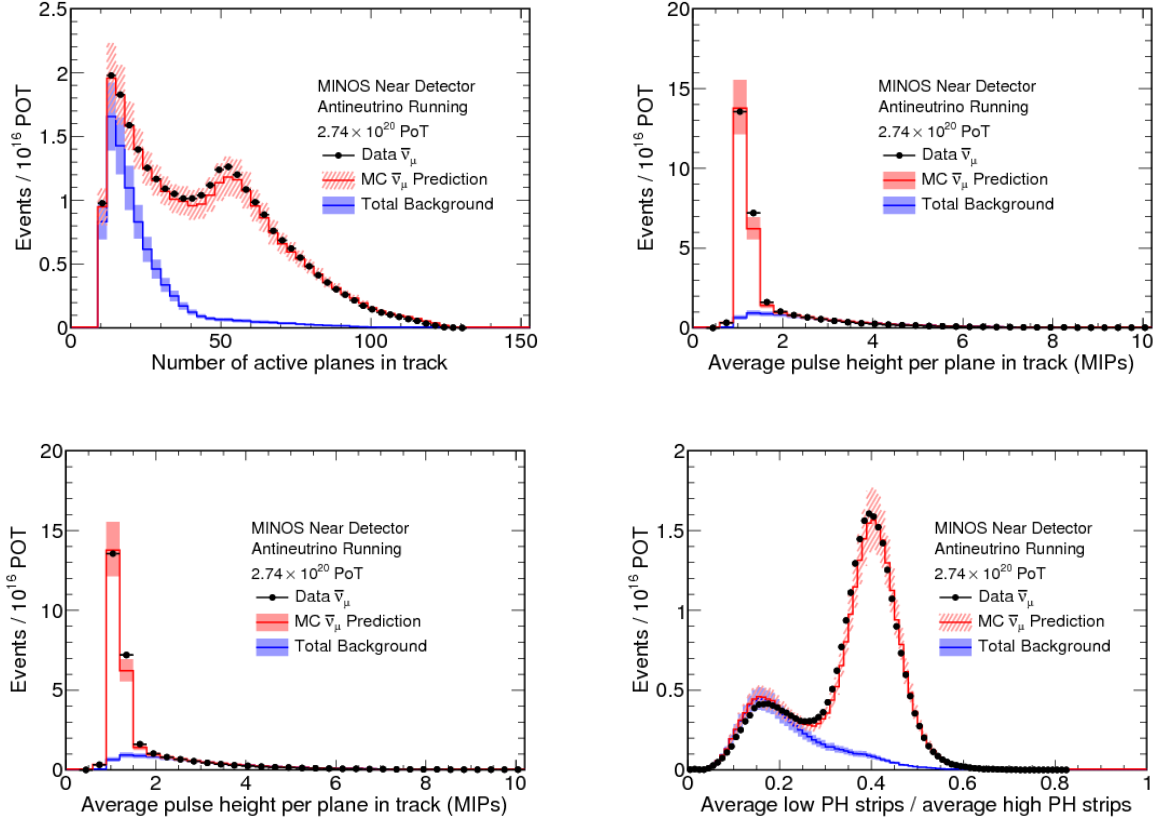 2.5
2
1.5
1
0.5
0
0 50 100 150
Events / 10¹⁶ POT
Number of active planes in track
MINOS Near Detector
Antineutrino Running
2.74 × 10²⁰ PoT
Data ν̅μ
MC ν̅μ Prediction
Total Background
20
15
10
5
0
0 2 4 6 8 10
Events / 10¹⁶ POT
Average pulse height per plane in track (MIPs)
MINOS Near Detector
Antineutrino Running
2.74 × 10²⁰ PoT
Data ν̅μ
MC ν̅μ Prediction
Total Background
20
15
10
5
0
0 2 4 6 8 10
Events / 10¹⁶ POT
Average pulse height per plane in track (MIPs)
MINOS Near Detector
Antineutrino Running
2.74 × 10²⁰ PoT
Data ν̅μ
MC ν̅μ Prediction
Total Background
2
1.5
1
0.5
0
0 0.2 0.4 0.6 0.8 1
Events / 10¹⁶ POT
Average low PH strips / average high PH strips
MINOS Near Detector
Antineutrino Running
2.74 × 10²⁰ PoT
Data ν̅μ
MC ν̅μ Prediction
Total Background